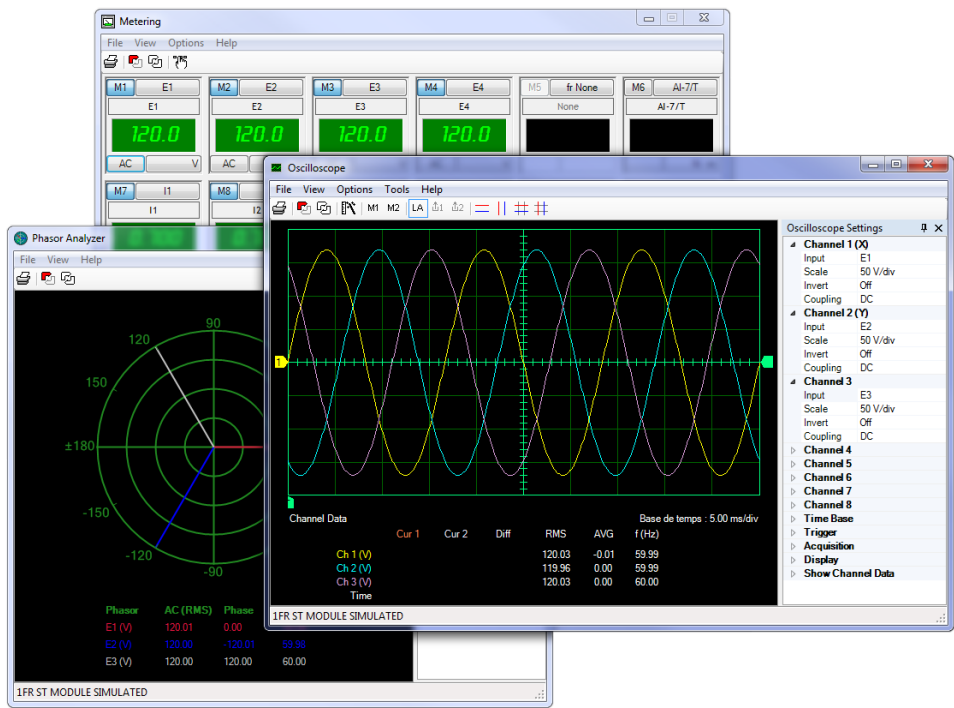 Metering
File View Options Help
M1 E1 M2 E2 M3 E3 M4 E4 M5 fr None M6 AI-7/T
E1 E2 E3 E4 None AI-7/T
120.0 120.0 120.0 120.0
AC V AC
M7 I1 M8
I1 I2
Oscilloscope
File View Options Tools Help
M1 M2 LA 1 2
1
Channel Data Base de temps : 5.00 ms/div
Cur 1 Cur 2 Diff RMS AVG f (Hz)
Ch 1 (V) 120.03 -0.01 59.99
Ch 2 (V) 119.96 0.00 59.99
Ch 3 (V) 120.03 0.00 60.00
Time
1FR ST MODULE SIMULATED
Oscilloscope Settings
Channel 1 (X)
Input E1
Scale 50 V/div
Invert Off
Coupling DC
Channel 2 (Y)
Input E2
Scale 50 V/div
Invert Off
Coupling DC
Channel 3
Input E3
Scale 50 V/div
Invert Off
Coupling DC
Channel 4
Channel 5
Channel 6
Channel 7
Channel 8
Time Base
Trigger
Acquisition
Display
Show Channel Data
Phasor Analyzer
File View Help
90
120
150
±180
-150
-120
-90
Phasor AC (RMS) Phase
E1 (V) 120.01 0.00
E2 (V) 120.00 -120.01 59.98
E3 (V) 120.00 120.00 60.00
1FR ST MODULE SIMULATED